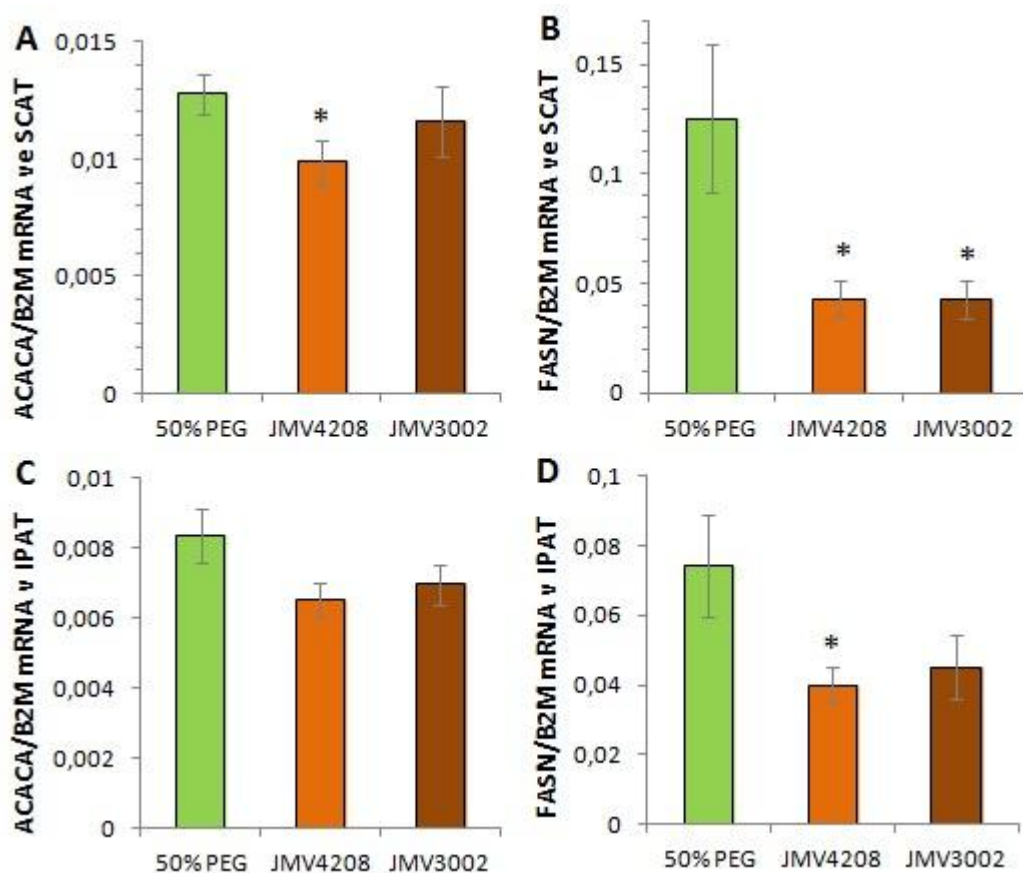 A
ACACA/B2M mRNA ve SCAT
0,015
0,01
0,005
0
*
50% PEG JMV4208 JMV3002
B
FASN/B2M mRNA ve SCAT
0,15
0,1
0,05
0
* *
50% PEG JMV4208 JMV3002
C
ACACA/B2M mRNA v IPAT
0,01
0,008
0,006
0,004
0,002
0
50% PEG JMV4208 JMV3002
D
FASN/B2M mRNA v IPAT
0,1
0,08
0,06
0,04
0,02
0
*
50% PEG JMV4208 JMV3002